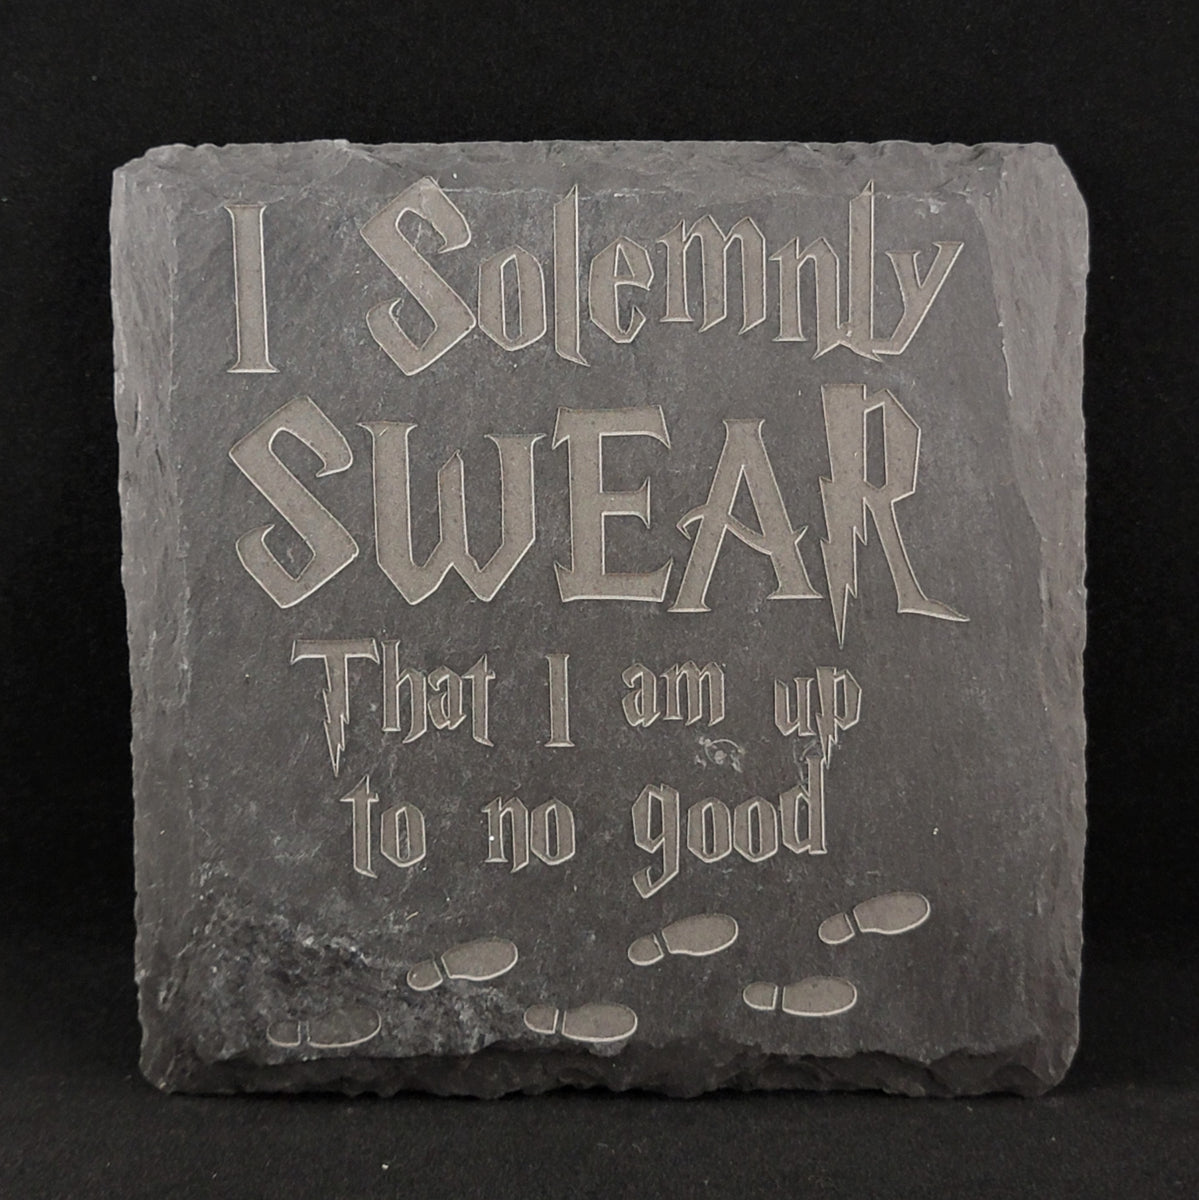 I Solemnly
SWEAR
That I am up
to no good